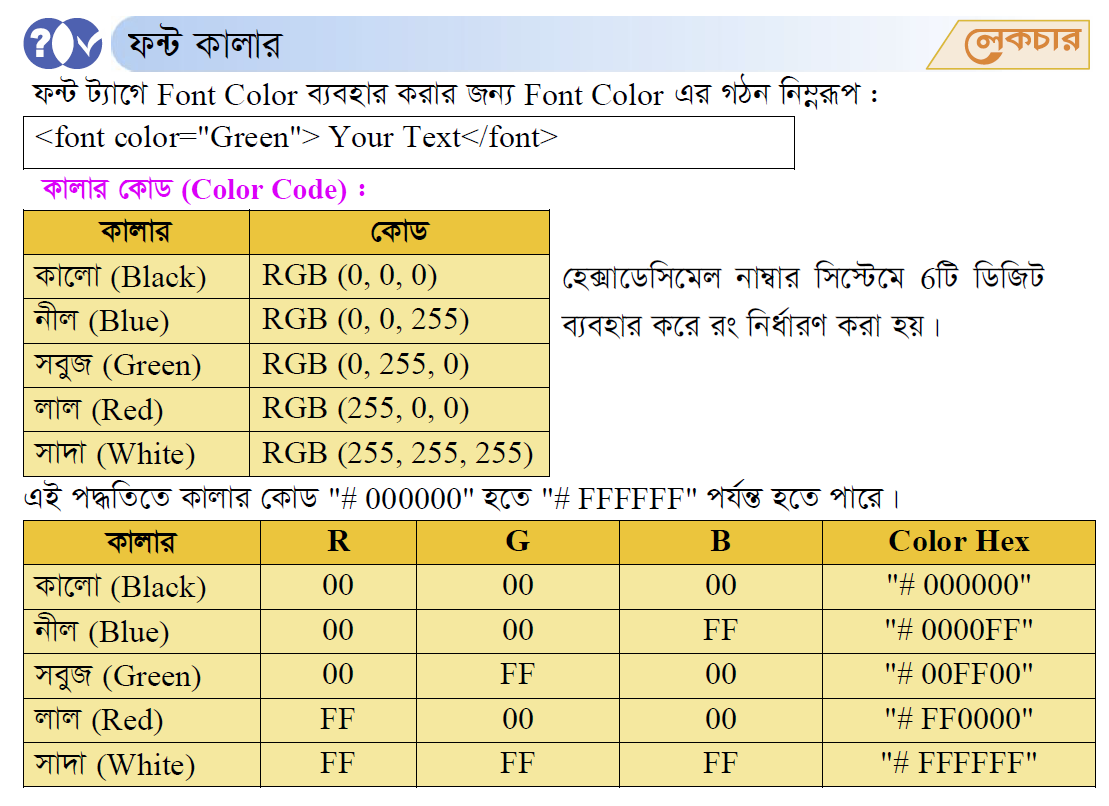 ফন্ট কালার
লেকচার
ফন্ট ট্যাগে Font Color ব্যবহার করার জন্য Font Color এর গঠন নিম্নরূপ :
<font color="Green"> Your Text</font>
কালার কোড (Color Code) :
কালার কোড
কালো (Black) RGB (0, 0, 0)
নীল (Blue) RGB (0, 0, 255)
সবুজ (Green) RGB (0, 255, 0)
লাল (Red) RGB (255, 0, 0)
সাদা (White) RGB (255, 255, 255)
হেক্সাডেসিমেল নাম্বার সিস্টেমে 6টি ডিজিট
ব্যবহার করে রং নির্ধারণ করা হয়।
এই পদ্ধতিতে কালার কোড "# 000000" হতে "# FFFFFF" পর্যন্ত হতে পারে।
কালার R G B Color Hex
কালো (Black) 00 00 00 "# 000000"
নীল (Blue) 00 00 FF "# 0000FF"
সবুজ (Green) 00 FF 00 "# 00FF00"
লাল (Red) FF 00 00 "# FF0000"
সাদা (White) FF FF FF "# FFFFFF"